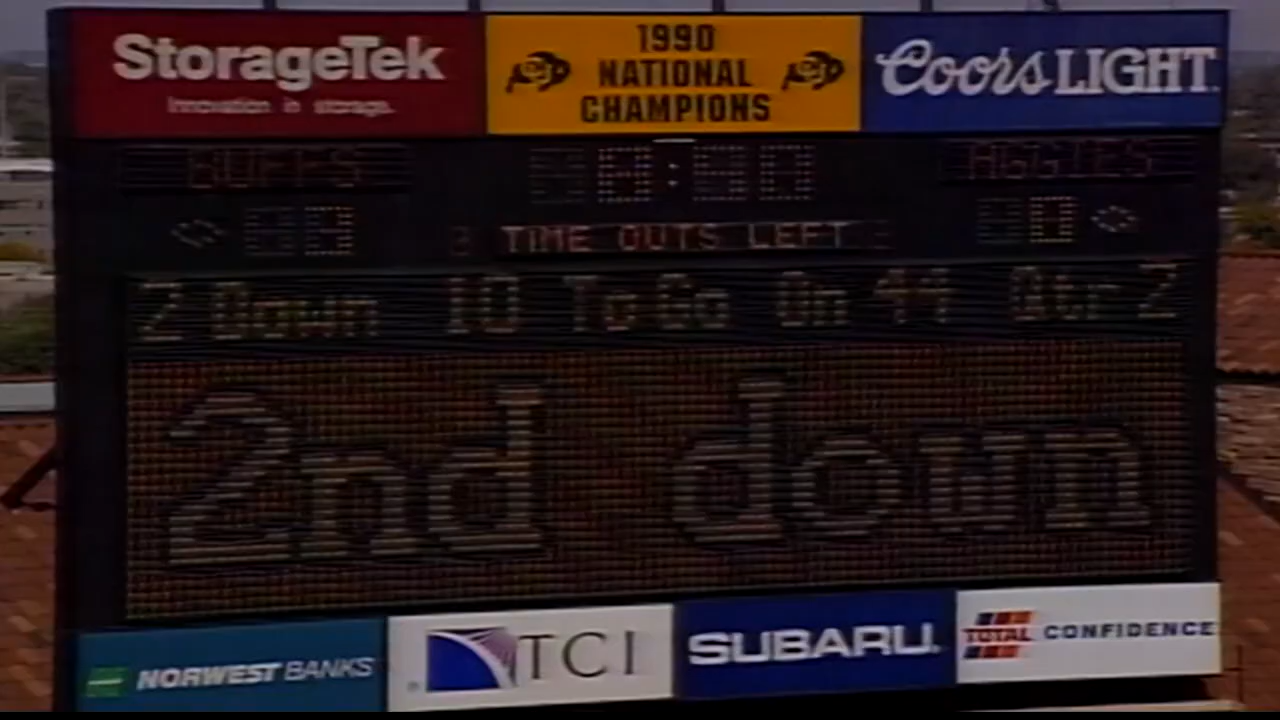 StorageTek
Innovation in storage.
1990
NATIONAL
CHAMPIONS
Coors LIGHT
BUFFS
AGGIES
TIME OUTS LEFT
2 Down 10 To Go On 44 Qtr 2
2nd down
NORWEST BANKS
TCI
SUBARU.
TOTAL CONFIDENCE